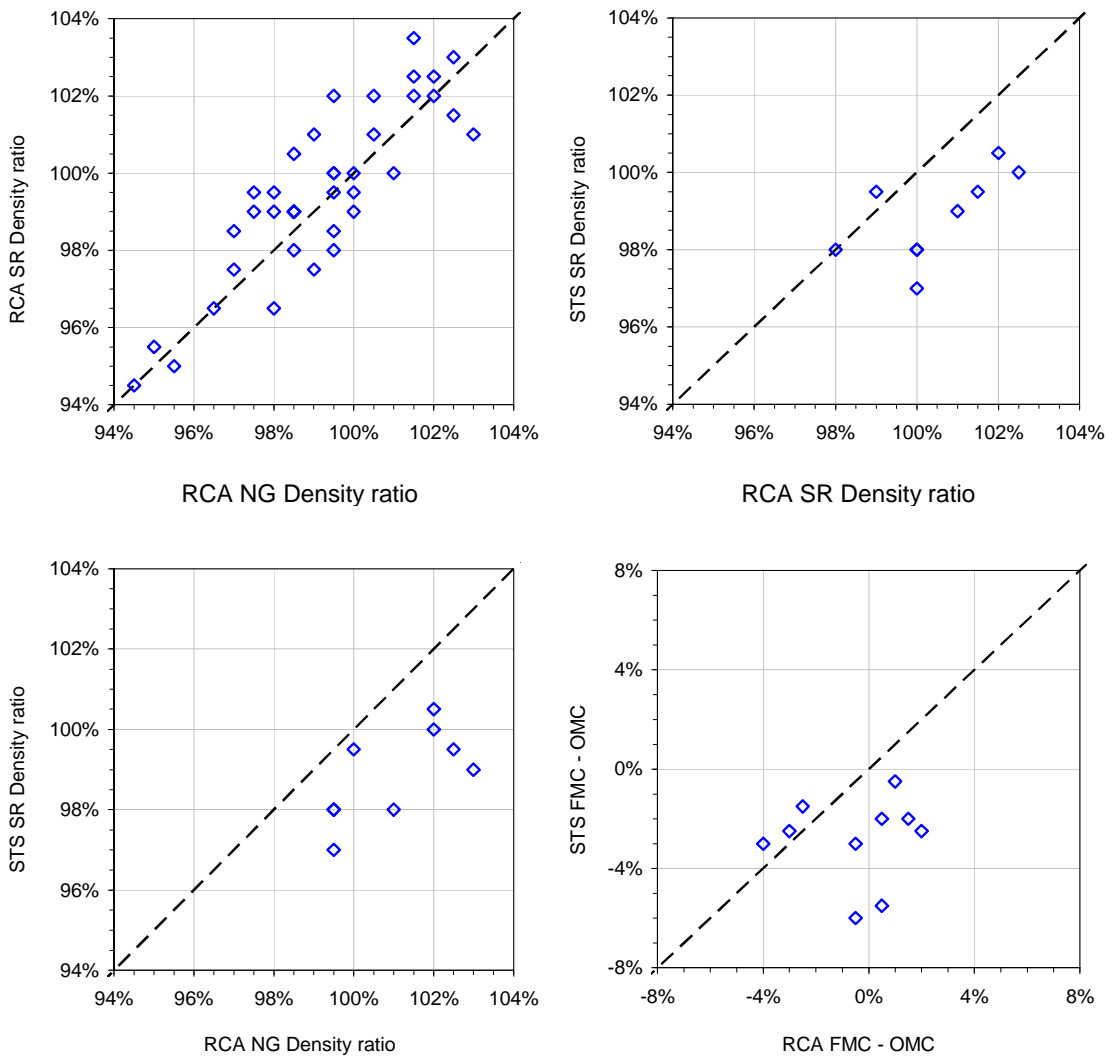 104%
102%
100%
98%
96%
94%
RCA SR Density ratio
94% 96% 98% 100% 102% 104%
RCA NG Density ratio
104%
102%
100%
98%
96%
94%
STS SR Density ratio
94% 96% 98% 100% 102% 104%
RCA SR Density ratio
104%
102%
100%
98%
96%
94%
STS SR Density ratio
94% 96% 98% 100% 102% 104%
RCA NG Density ratio
8%
4%
0%
-4%
-8%
STS FMC - OMC
-8% -4% 0% 4% 8%
RCA FMC - OMC